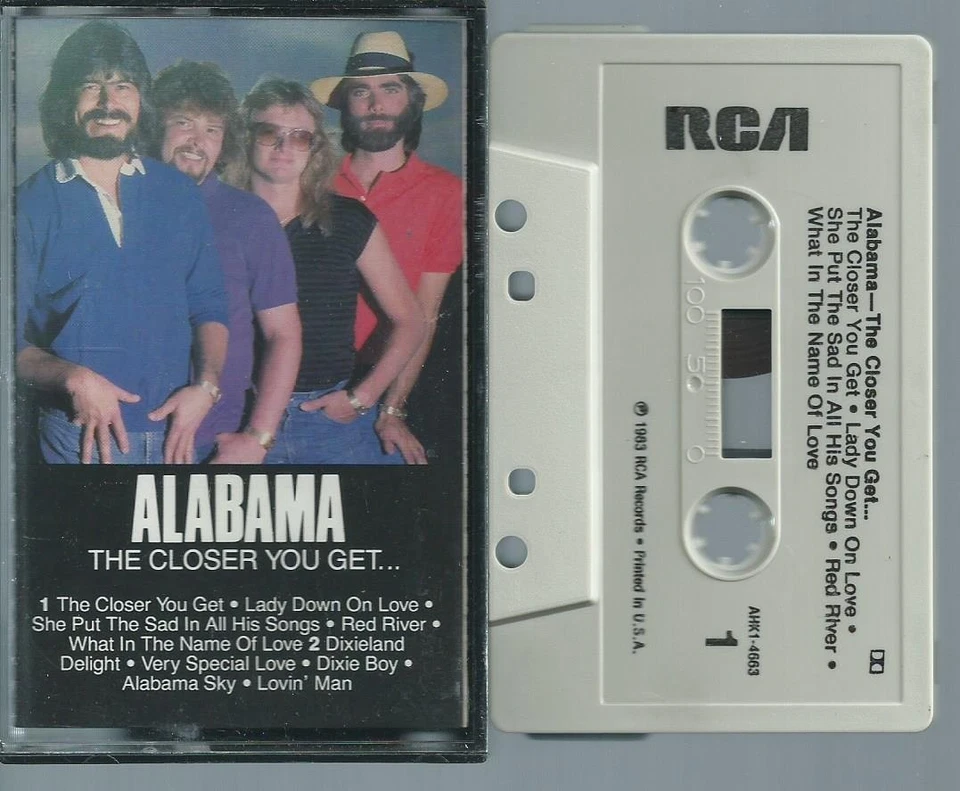 ALABAMA
THE CLOSER YOU GET...
1 The Closer You Get • Lady Down On Love •
She Put The Sad In All His Songs • Red River •
What In The Name Of Love 2 Dixieland
Delight • Very Special Love • Dixie Boy •
Alabama Sky • Lovin' Man
RCA
Alabama—The Closer You Get...
The Closer You Get • Lady Down On Love •
She Put The Sad In All His Songs • Red River •
What In The Name Of Love
100 50 0
℗ 1983 RCA Records • Printed In U.S.A.
AHK1-4663
1